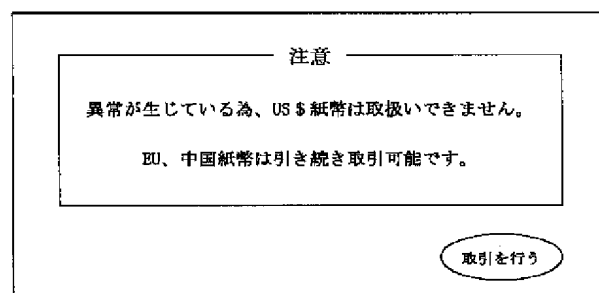 注意
異常が生じている為、US＄紙幣は取扱いできません。
EU、中国紙幣は引き続き取引可能です。
取引を行う